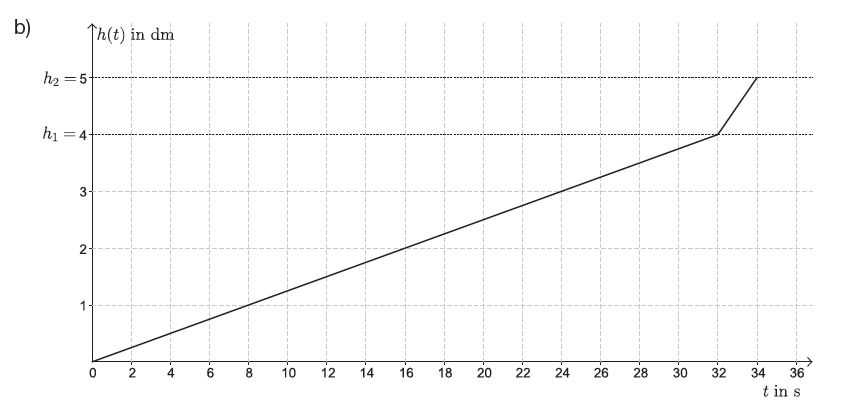 b)
h(t) in dm
h₂ = 5
h₁ = 4
3
2
1
0 2 4 6 8 10 12 14 16 18 20 22 24 26 28 30 32 34 36
t in s